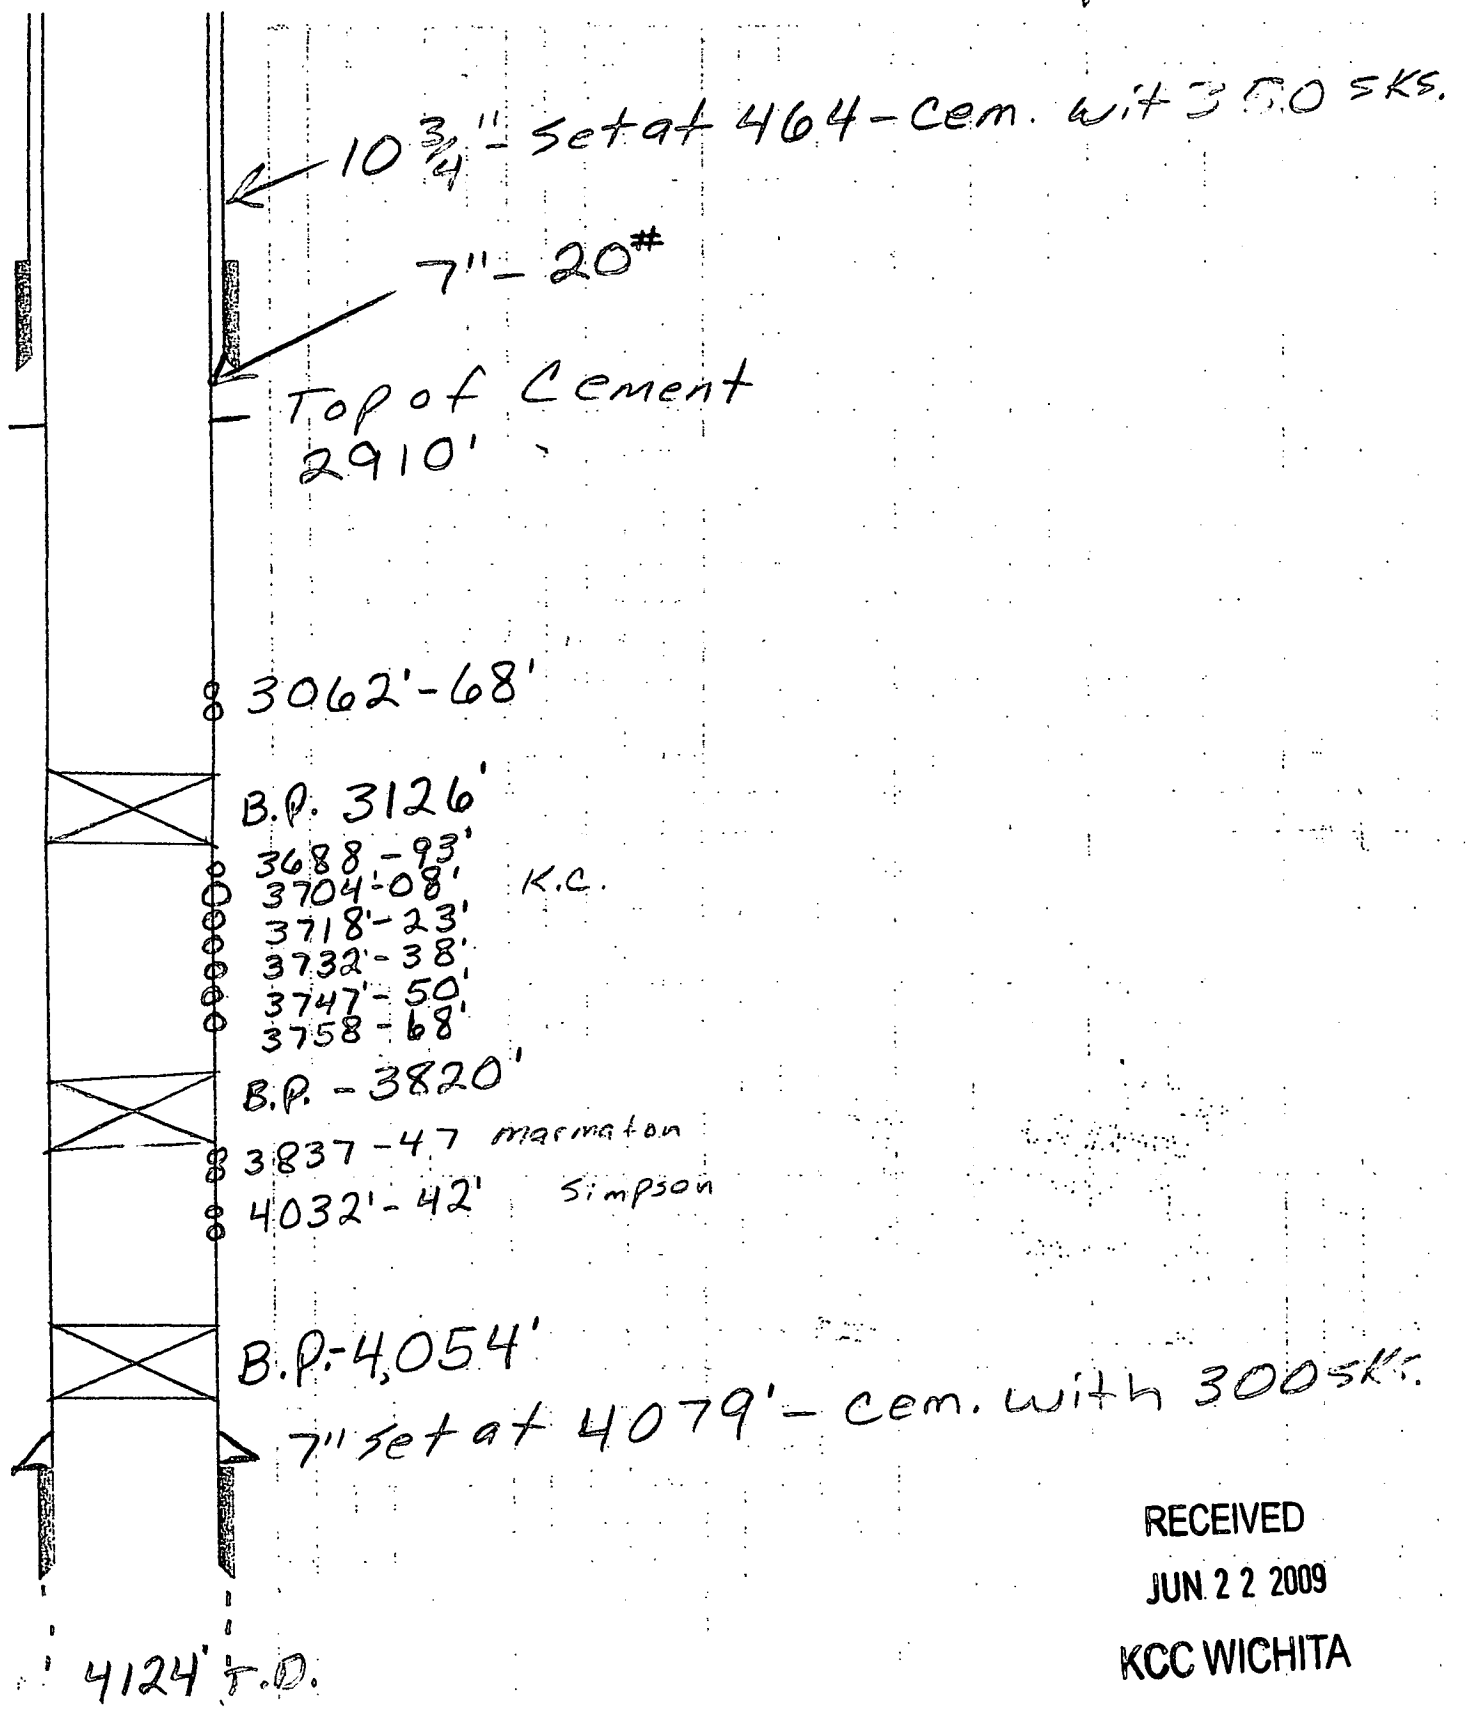 10 3/4" - set at 464 - cem. wit 350 sks.
7" - 20#
Top of Cement
2910'
3062' - 68'
B.P. 3126'
3688 - 93'
3704' - 08' K.C.
3718' - 23'
3732' - 38'
3747' - 50'
3758 - 68'
B.P. - 3820'
3837 - 47 marmaton
4032' - 42' Simpson
B.P. - 4,054'
7" set at 4079' - cem. with 300 sks.
RECEIVED
JUN 22 2009
KCC WICHITA
4124' T.D.